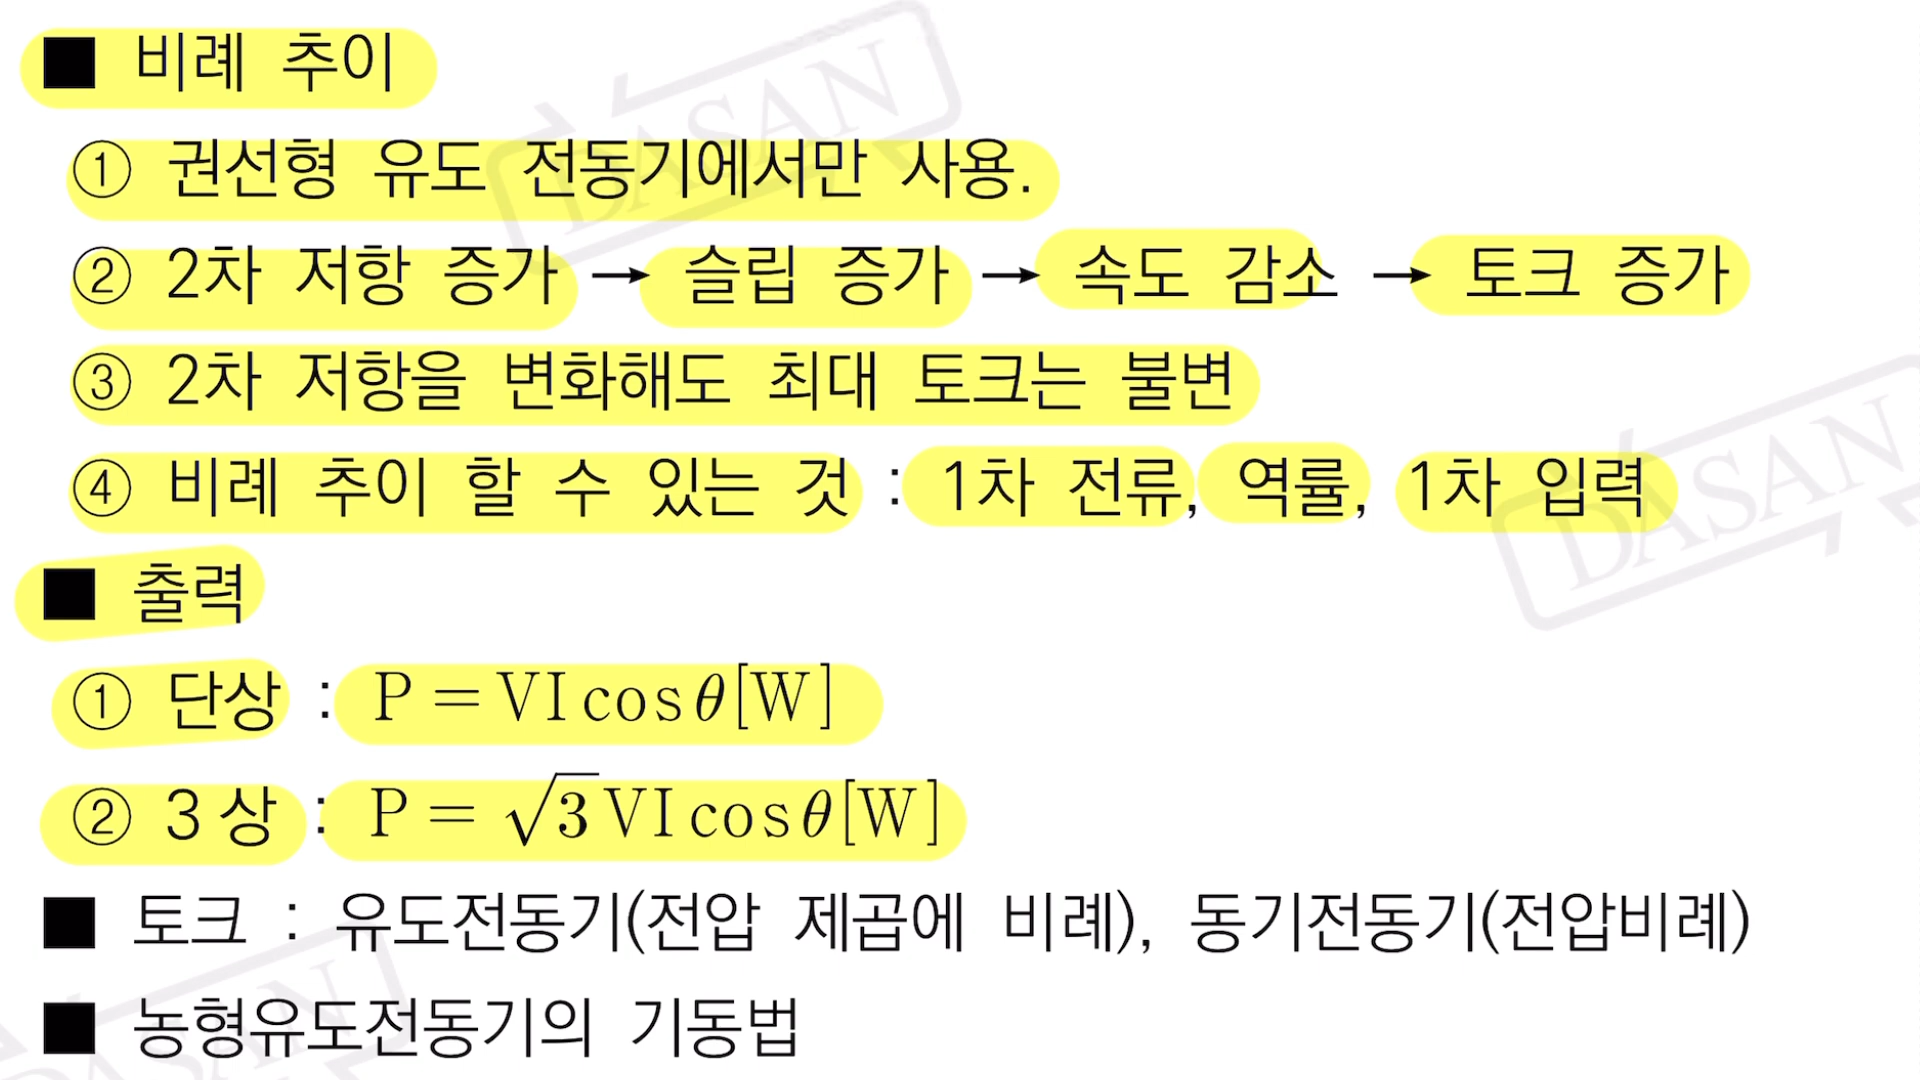 ■ 비례 추이
① 권선형 유도 전동기에서만 사용.
② 2차 저항 증가 → 슬립 증가 → 속도 감소 → 토크 증가
③ 2차 저항을 변화해도 최대 토크는 불변
④ 비례 추이 할 수 있는 것 : 1차 전류, 역률, 1차 입력
■ 출력
① 단상 : P = VI cos θ [W]
② 3상 : P = √3 VI cos θ [W]
■ 토크 : 유도전동기(전압 제곱에 비례), 동기전동기(전압비례)
■ 농형유도전동기의 기동법
DASAN
DASAN
DASAN